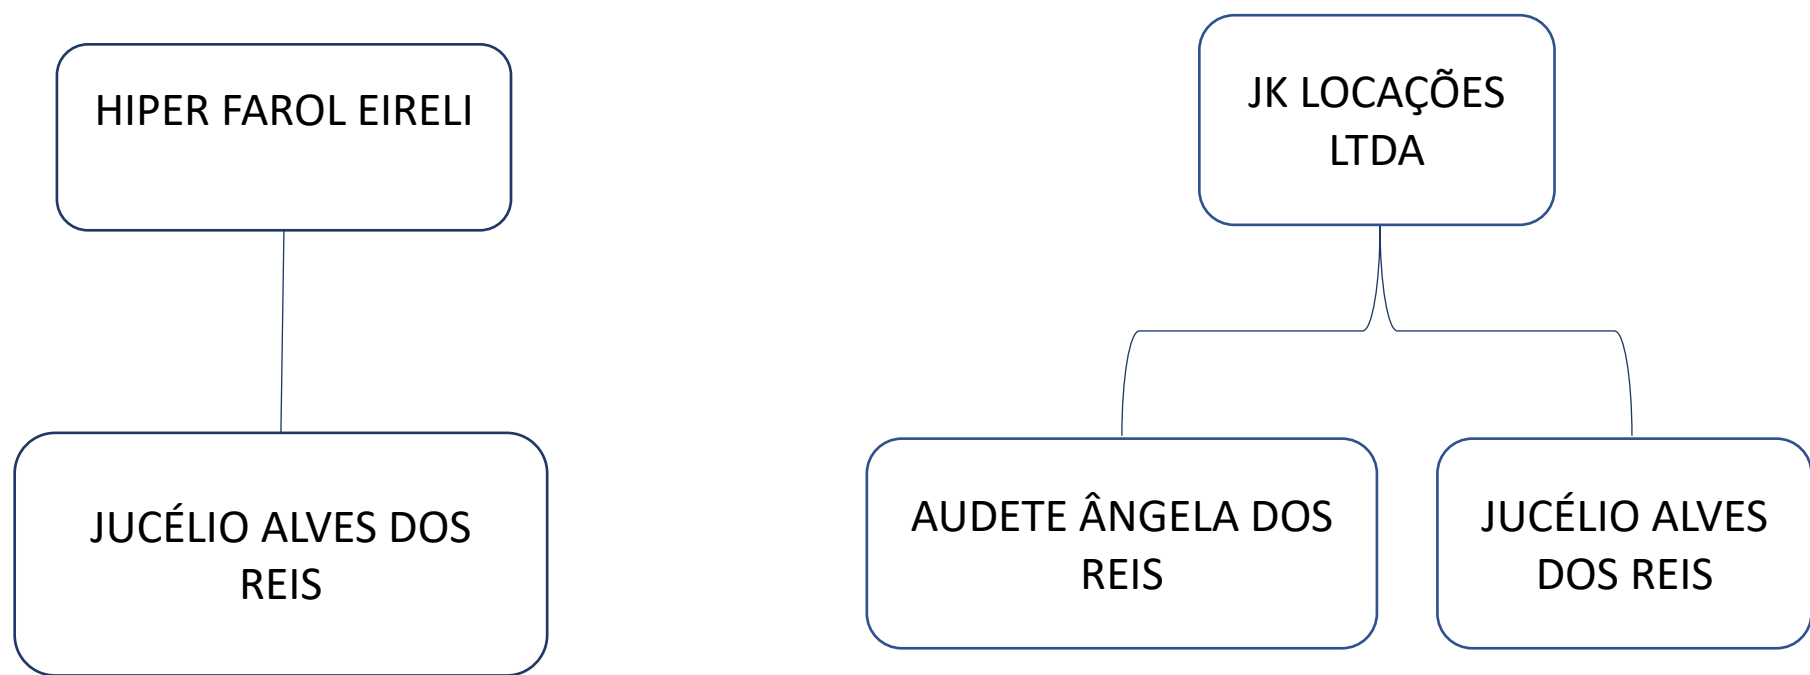 HIPER FAROL EIRELI
JK LOCAÇÕES
LTDA
JUCÉLIO ALVES DOS
REIS
AUDETE ÂNGELA DOS
REIS
JUCÉLIO ALVES
DOS REIS